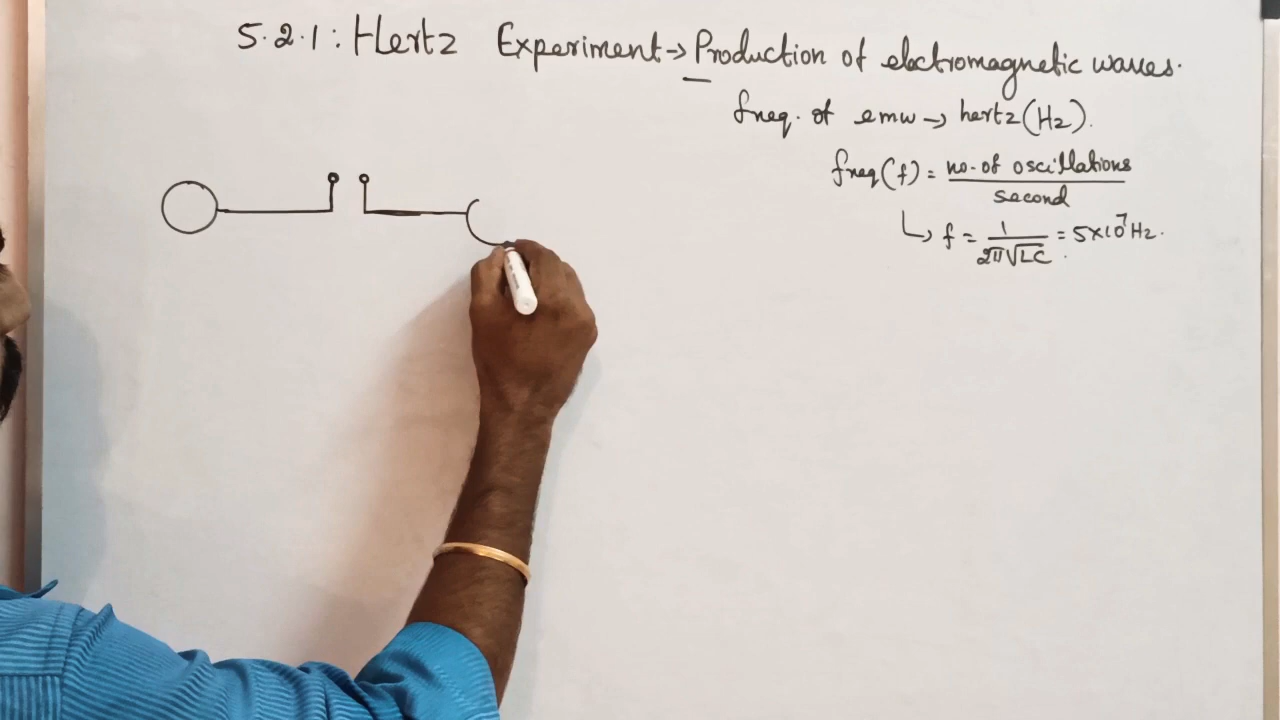 5.2.1: Hertz Experiment → Production of electromagnetic waves.
freq. of emw → hertz (Hz).
freq (f) = no. of oscillations / second
↳ f = 1 / 2π√LC = 5×10⁷ Hz.